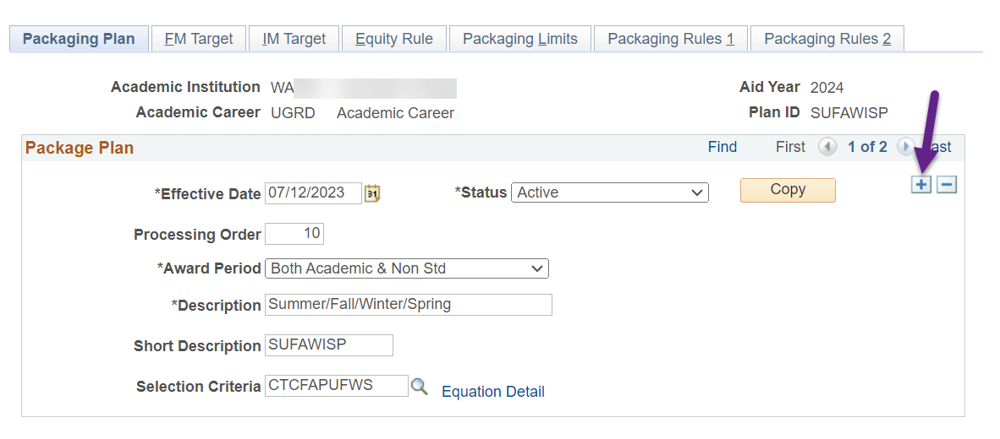 Packaging Plan FM Target IM Target Equity Rule Packaging Limits Packaging Rules 1 Packaging Rules 2
Academic Institution WA Aid Year 2024
Academic Career UGRD Academic Career Plan ID SUFAWISP
Package Plan Find First 1 of 2
*Effective Date 07/12/2023 31 *Status Active Copy
Processing Order 10
*Award Period Both Academic & Non Std
*Description Summer/Fall/Winter/Spring
Short Description SUFAWISP
Selection Criteria CTCFAPUFWS Equation Detail